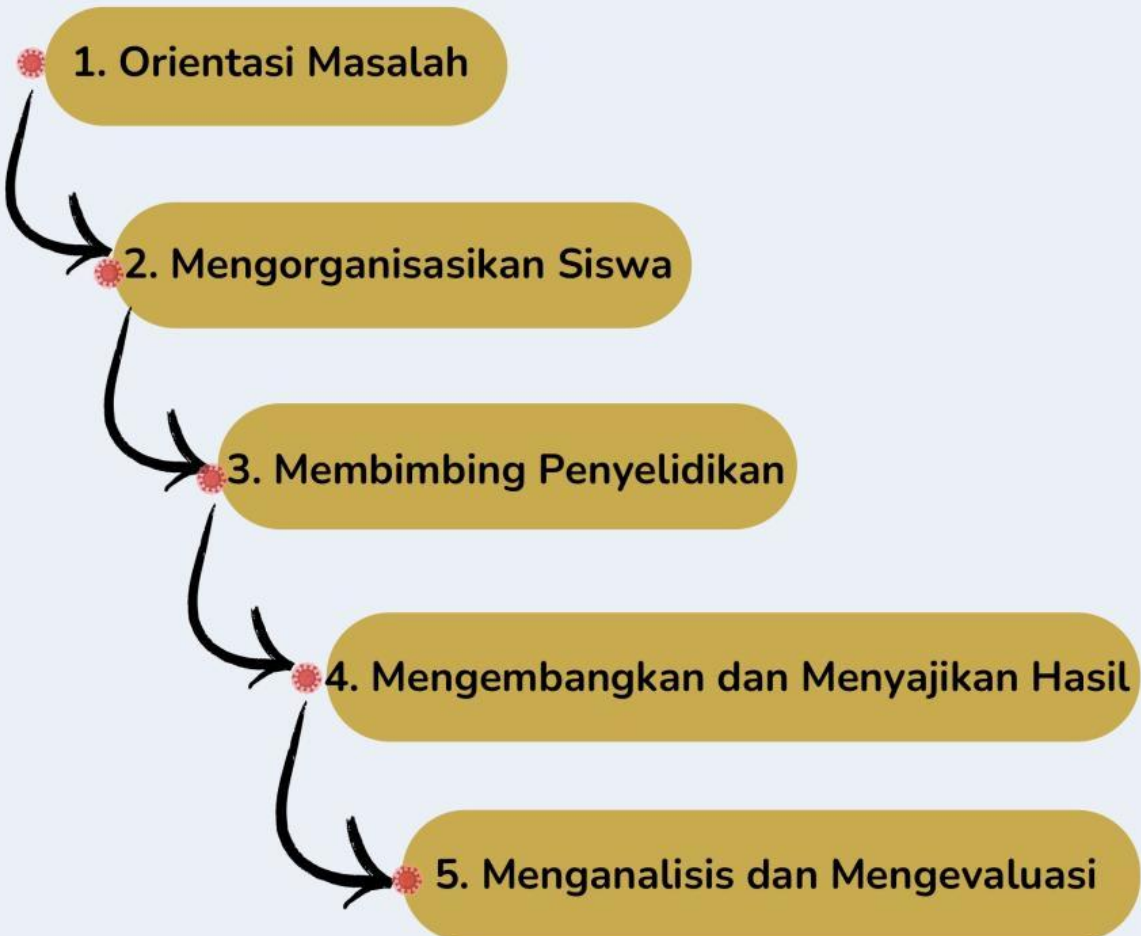 1. Orientasi Masalah
2. Mengorganisasikan Siswa
3. Membimbing Penyelidikan
4. Mengembangkan dan Menyajikan Hasil
5. Menganalisis dan Mengevaluasi